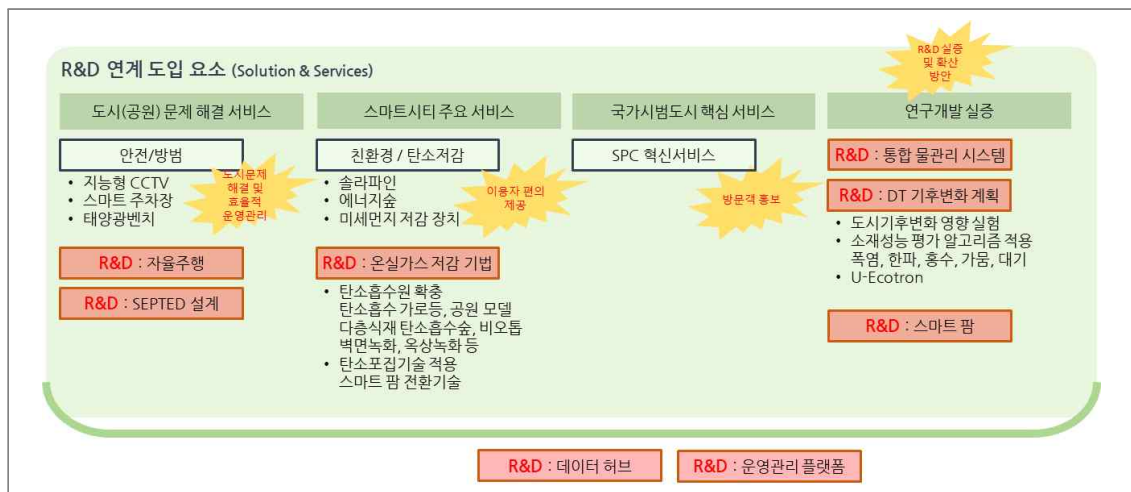 R&D 연계 도입 요소 (Solution & Services)
R&D 실증
및 확산
방안
도시(공원) 문제 해결 서비스
안전/방범
• 지능형 CCTV
• 스마트 주차장
• 태양광벤치
도시문제
해결 및
효율적
운영관리
R&D : 자율주행
R&D : SEPTED 설계
스마트시티 주요 서비스
친환경 / 탄소저감
• 솔라파인
• 에너지숲
• 미세먼지 저감 장치
이용자 편의
제공
R&D : 온실가스 저감 기법
• 탄소흡수원 확충
탄소흡수 가로등, 공원 모델
다층식재 탄소흡수숲, 비오톱
벽면녹화, 옥상녹화 등
• 탄소포집기술 적용
스마트 팜 전환기술
국가시범도시 핵심 서비스
SPC 혁신서비스
방문객 홍보
연구개발 실증
R&D : 통합 물관리 시스템
R&D : DT 기후변화 계획
• 도시기후변화 영향 실험
• 소재성능 평가 알고리즘 적용
폭염, 한파, 홍수, 가뭄, 대기
• U-Ecotron
R&D : 스마트 팜
R&D : 데이터 허브
R&D : 운영관리 플랫폼